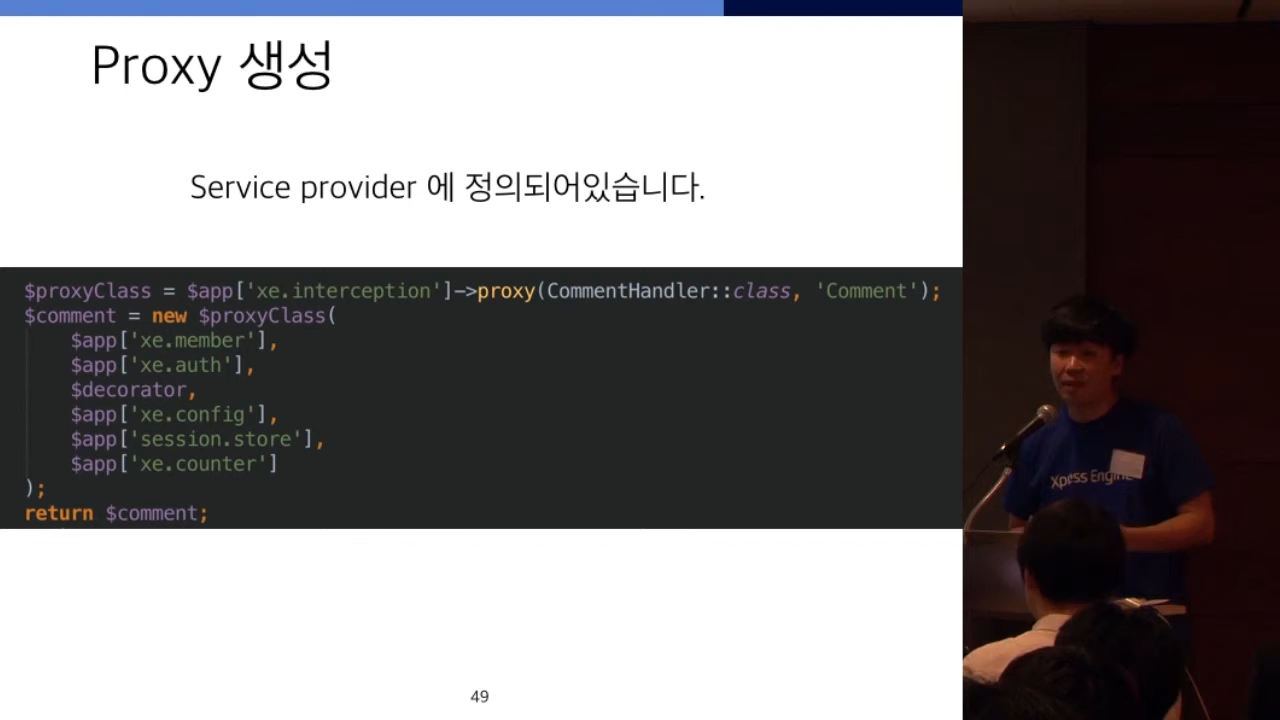 Proxy 생성
Service provider 에 정의되어있습니다.
$proxyClass = $app['xe.interception']->proxy(CommentHandler::class, 'Comment');
$comment = new $proxyClass(
$app['xe.member'],
$app['xe.auth'],
$decorator,
$app['xe.config'],
$app['session.store'],
$app['xe.counter']
);
return $comment;
Xpress Engine
49